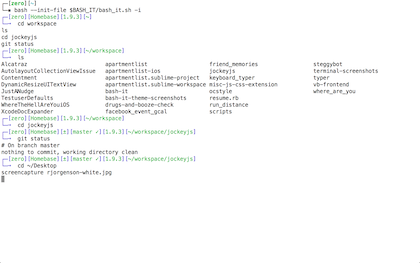 [zero][~]
bash --init-file $BASH_IT/bash_it.sh -i
[zero][Homebase][1.9.3][~]
cd workspace
ls
cd jockeyjs
git status
[zero][Homebase][1.9.3][~/workspace]
ls
Alcatraz apartmentlist friend_memories steggybot
AutolayoutCollectionViewIssue apartmentlist-ios jockeyjs terminal-screenshots
Contentment apartmentlist.sublime-project keyboard_typer typer
DynamicResizeUITextView apartmentlist.sublime-workspace misc-js-css-extension vb-frontend
JustANudge bash-it ocstyle where_are_you
TestuserDefaults bash-it-theme-screenshots resume.rb
WhereTheHellAreYouiOS drugs-and-booze-check run_distance
XcodeDocExpander facebook_event_gcal scripts
[zero][Homebase][1.9.3][~/workspace]
cd jockeyjs
[zero][Homebase][±][master ✓][1.9.3][~/workspace/jockeyjs]
git status
# On branch master
nothing to commit, working directory clean
[zero][Homebase][±][master ✓][1.9.3][~/workspace/jockeyjs]
cd ~/Desktop
screencapture rjorgenson-white.jpg